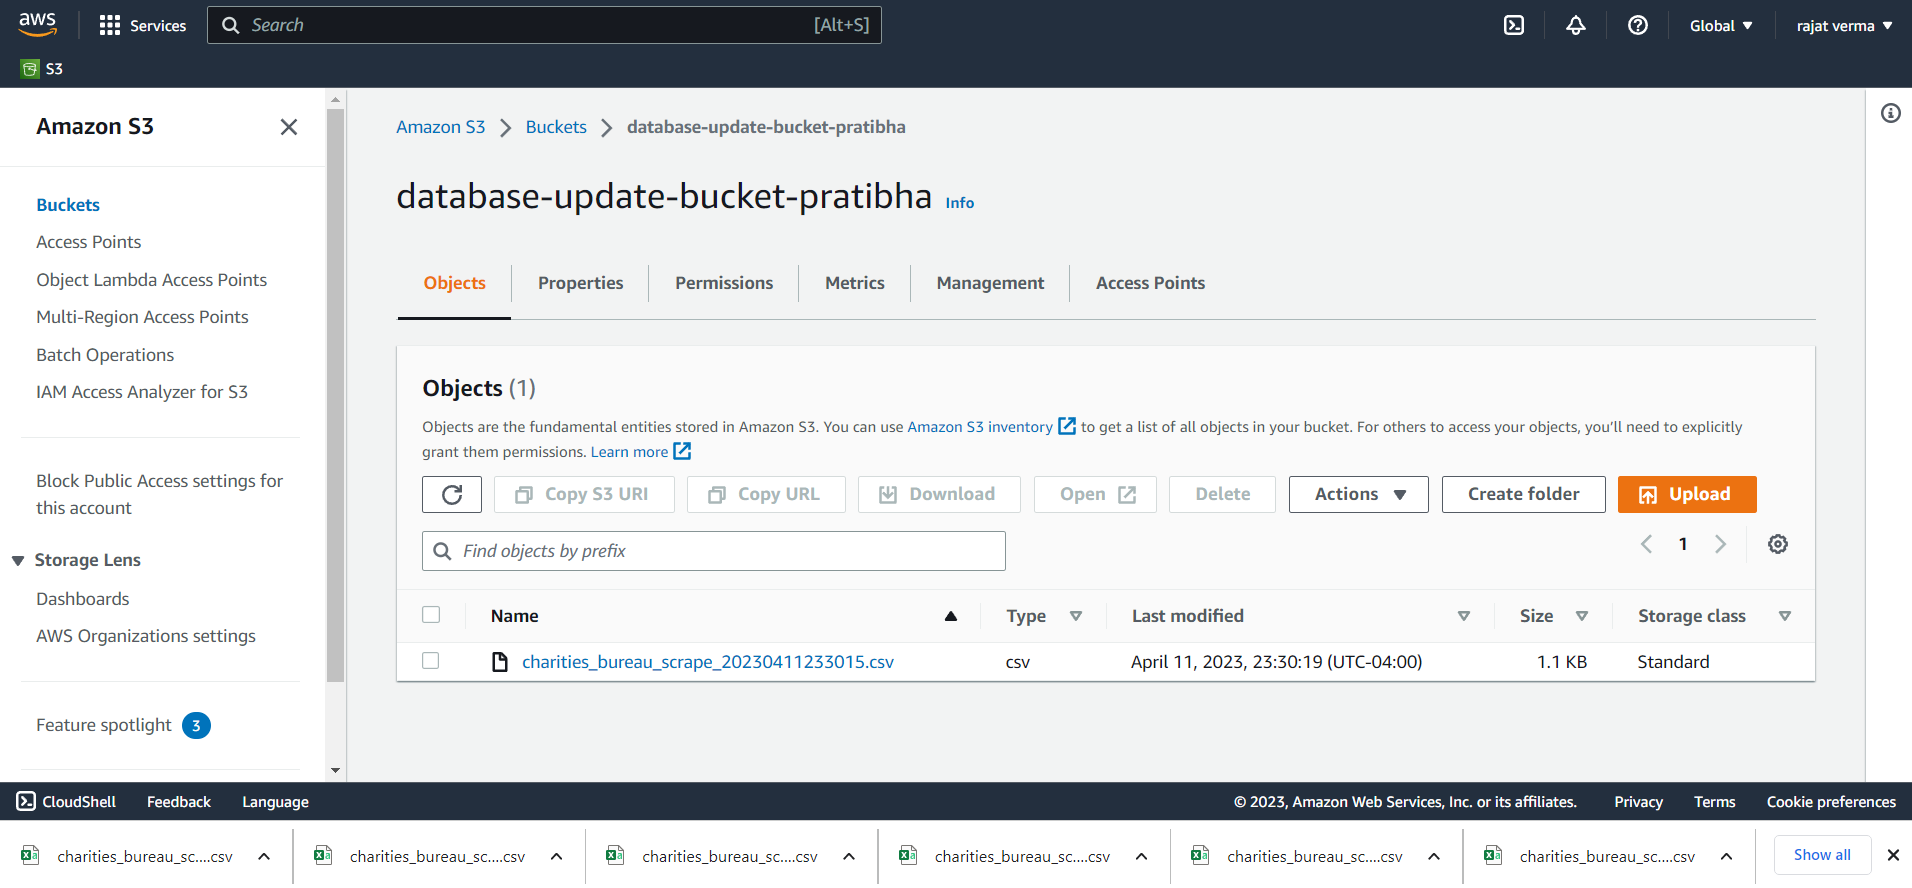 aws
Services
Search
[Alt+S]
Global
rajat verma
S3
Amazon S3
Buckets
Access Points
Object Lambda Access Points
Multi-Region Access Points
Batch Operations
IAM Access Analyzer for S3
Block Public Access settings for
this account
Storage Lens
Dashboards
AWS Organizations settings
Feature spotlight 3
Amazon S3 > Buckets > database-update-bucket-pratibha
database-update-bucket-pratibha Info
Objects Properties Permissions Metrics Management Access Points
Objects (1)
Objects are the fundamental entities stored in Amazon S3. You can use Amazon S3 inventory to get a list of all objects in your bucket. For others to access your objects, you'll need to explicitly
grant them permissions. Learn more
Copy S3 URI Copy URL Download Open Delete Actions Create folder Upload
Find objects by prefix
1
Name Type Last modified Size Storage class
charities_bureau_scrape_20230411233015.csv csv April 11, 2023, 23:30:19 (UTC-04:00) 1.1 KB Standard
CloudShell Feedback Language © 2023, Amazon Web Services, Inc. or its affiliates. Privacy Terms Cookie preferences
charities_bureau_sc....csv charities_bureau_sc....csv charities_bureau_sc....csv charities_bureau_sc....csv charities_bureau_sc....csv charities_bureau_sc....csv Show all